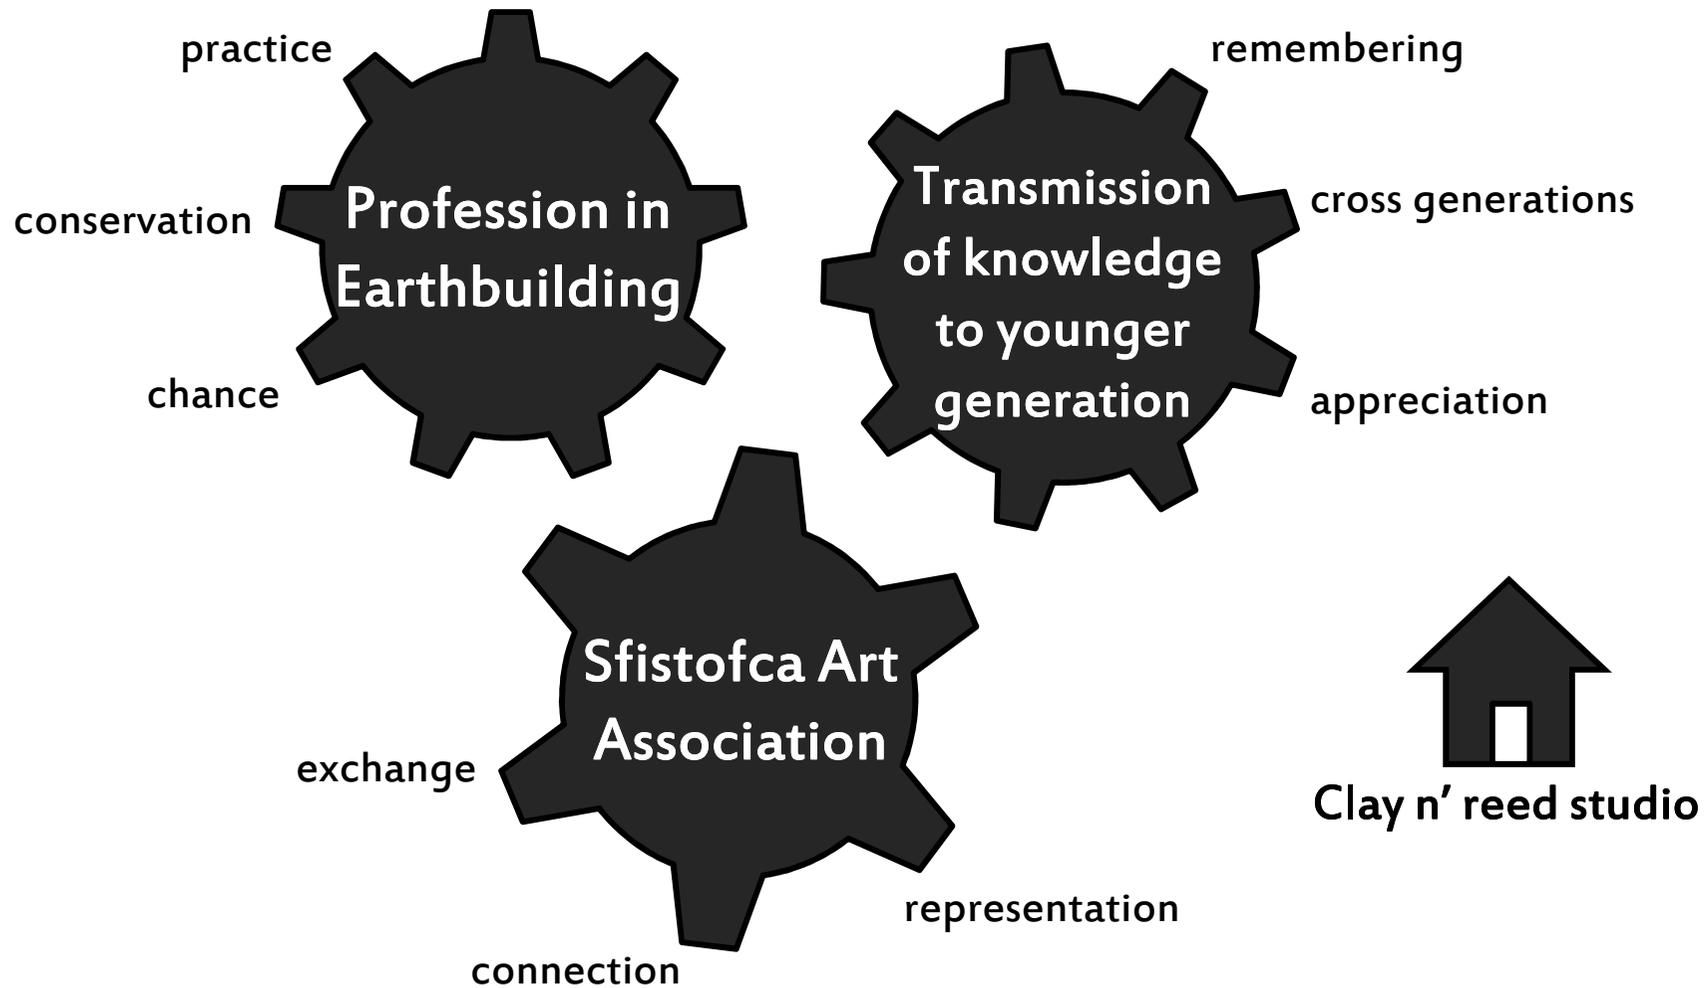 practice
conservation
chance
Profession in
Earthbuilding
remembering
cross generations
appreciation
Transmission
of knowledge
to younger
generation
Sfistofca Art
Association
exchange
connection
representation
Clay n’ reed studio